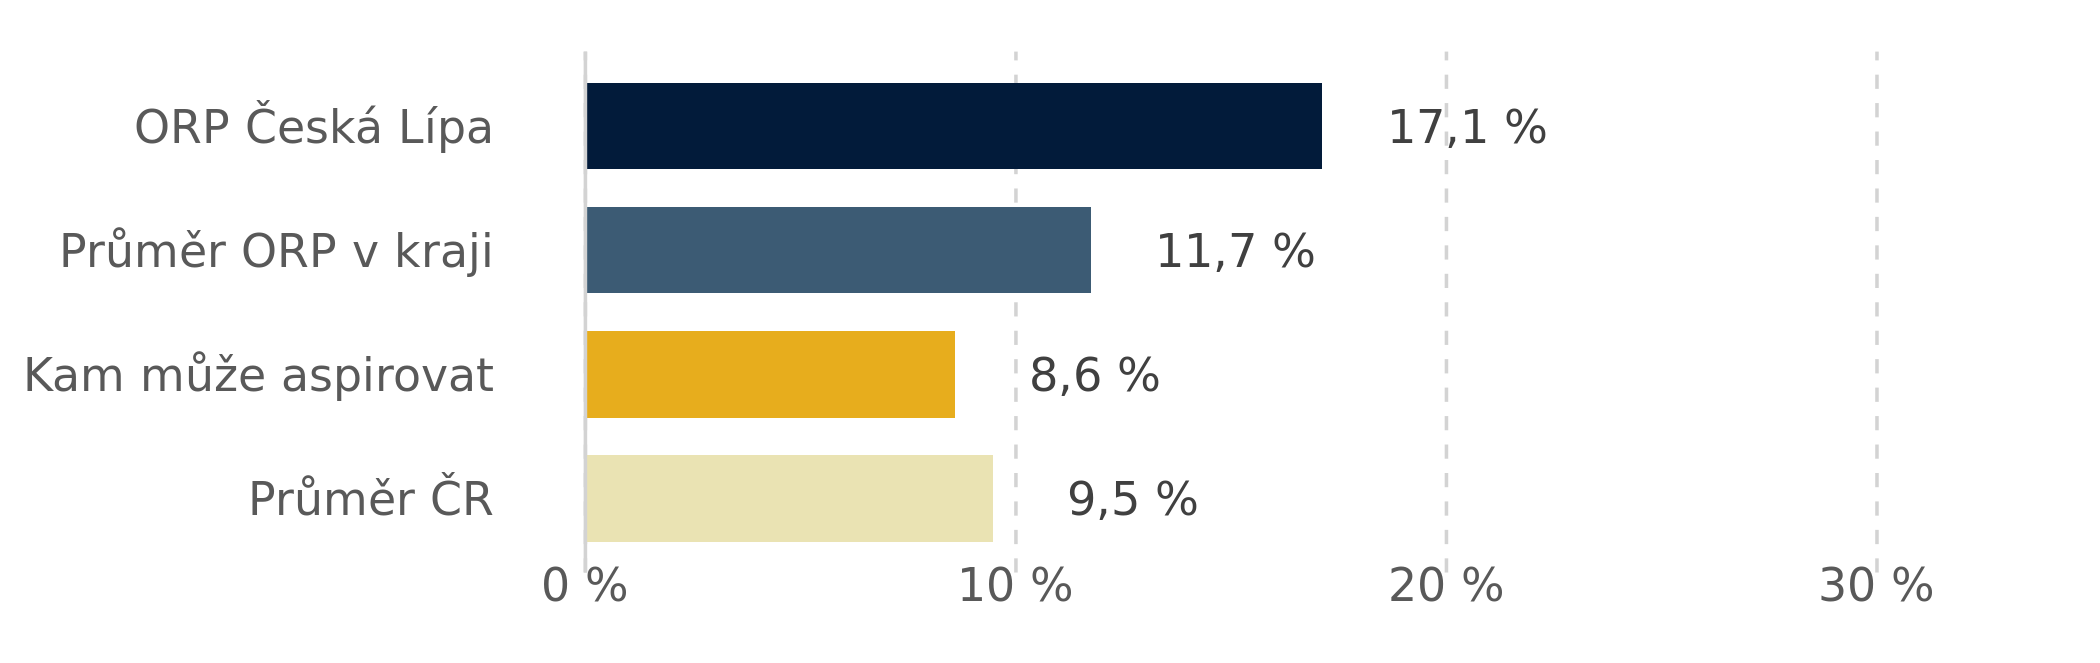 ORP Česká Lípa 17,1 %
Průměr ORP v kraji 11,7 %
Kam může aspirovat 8,6 %
Průměr ČR 9,5 %
0 % 10 % 20 % 30 %